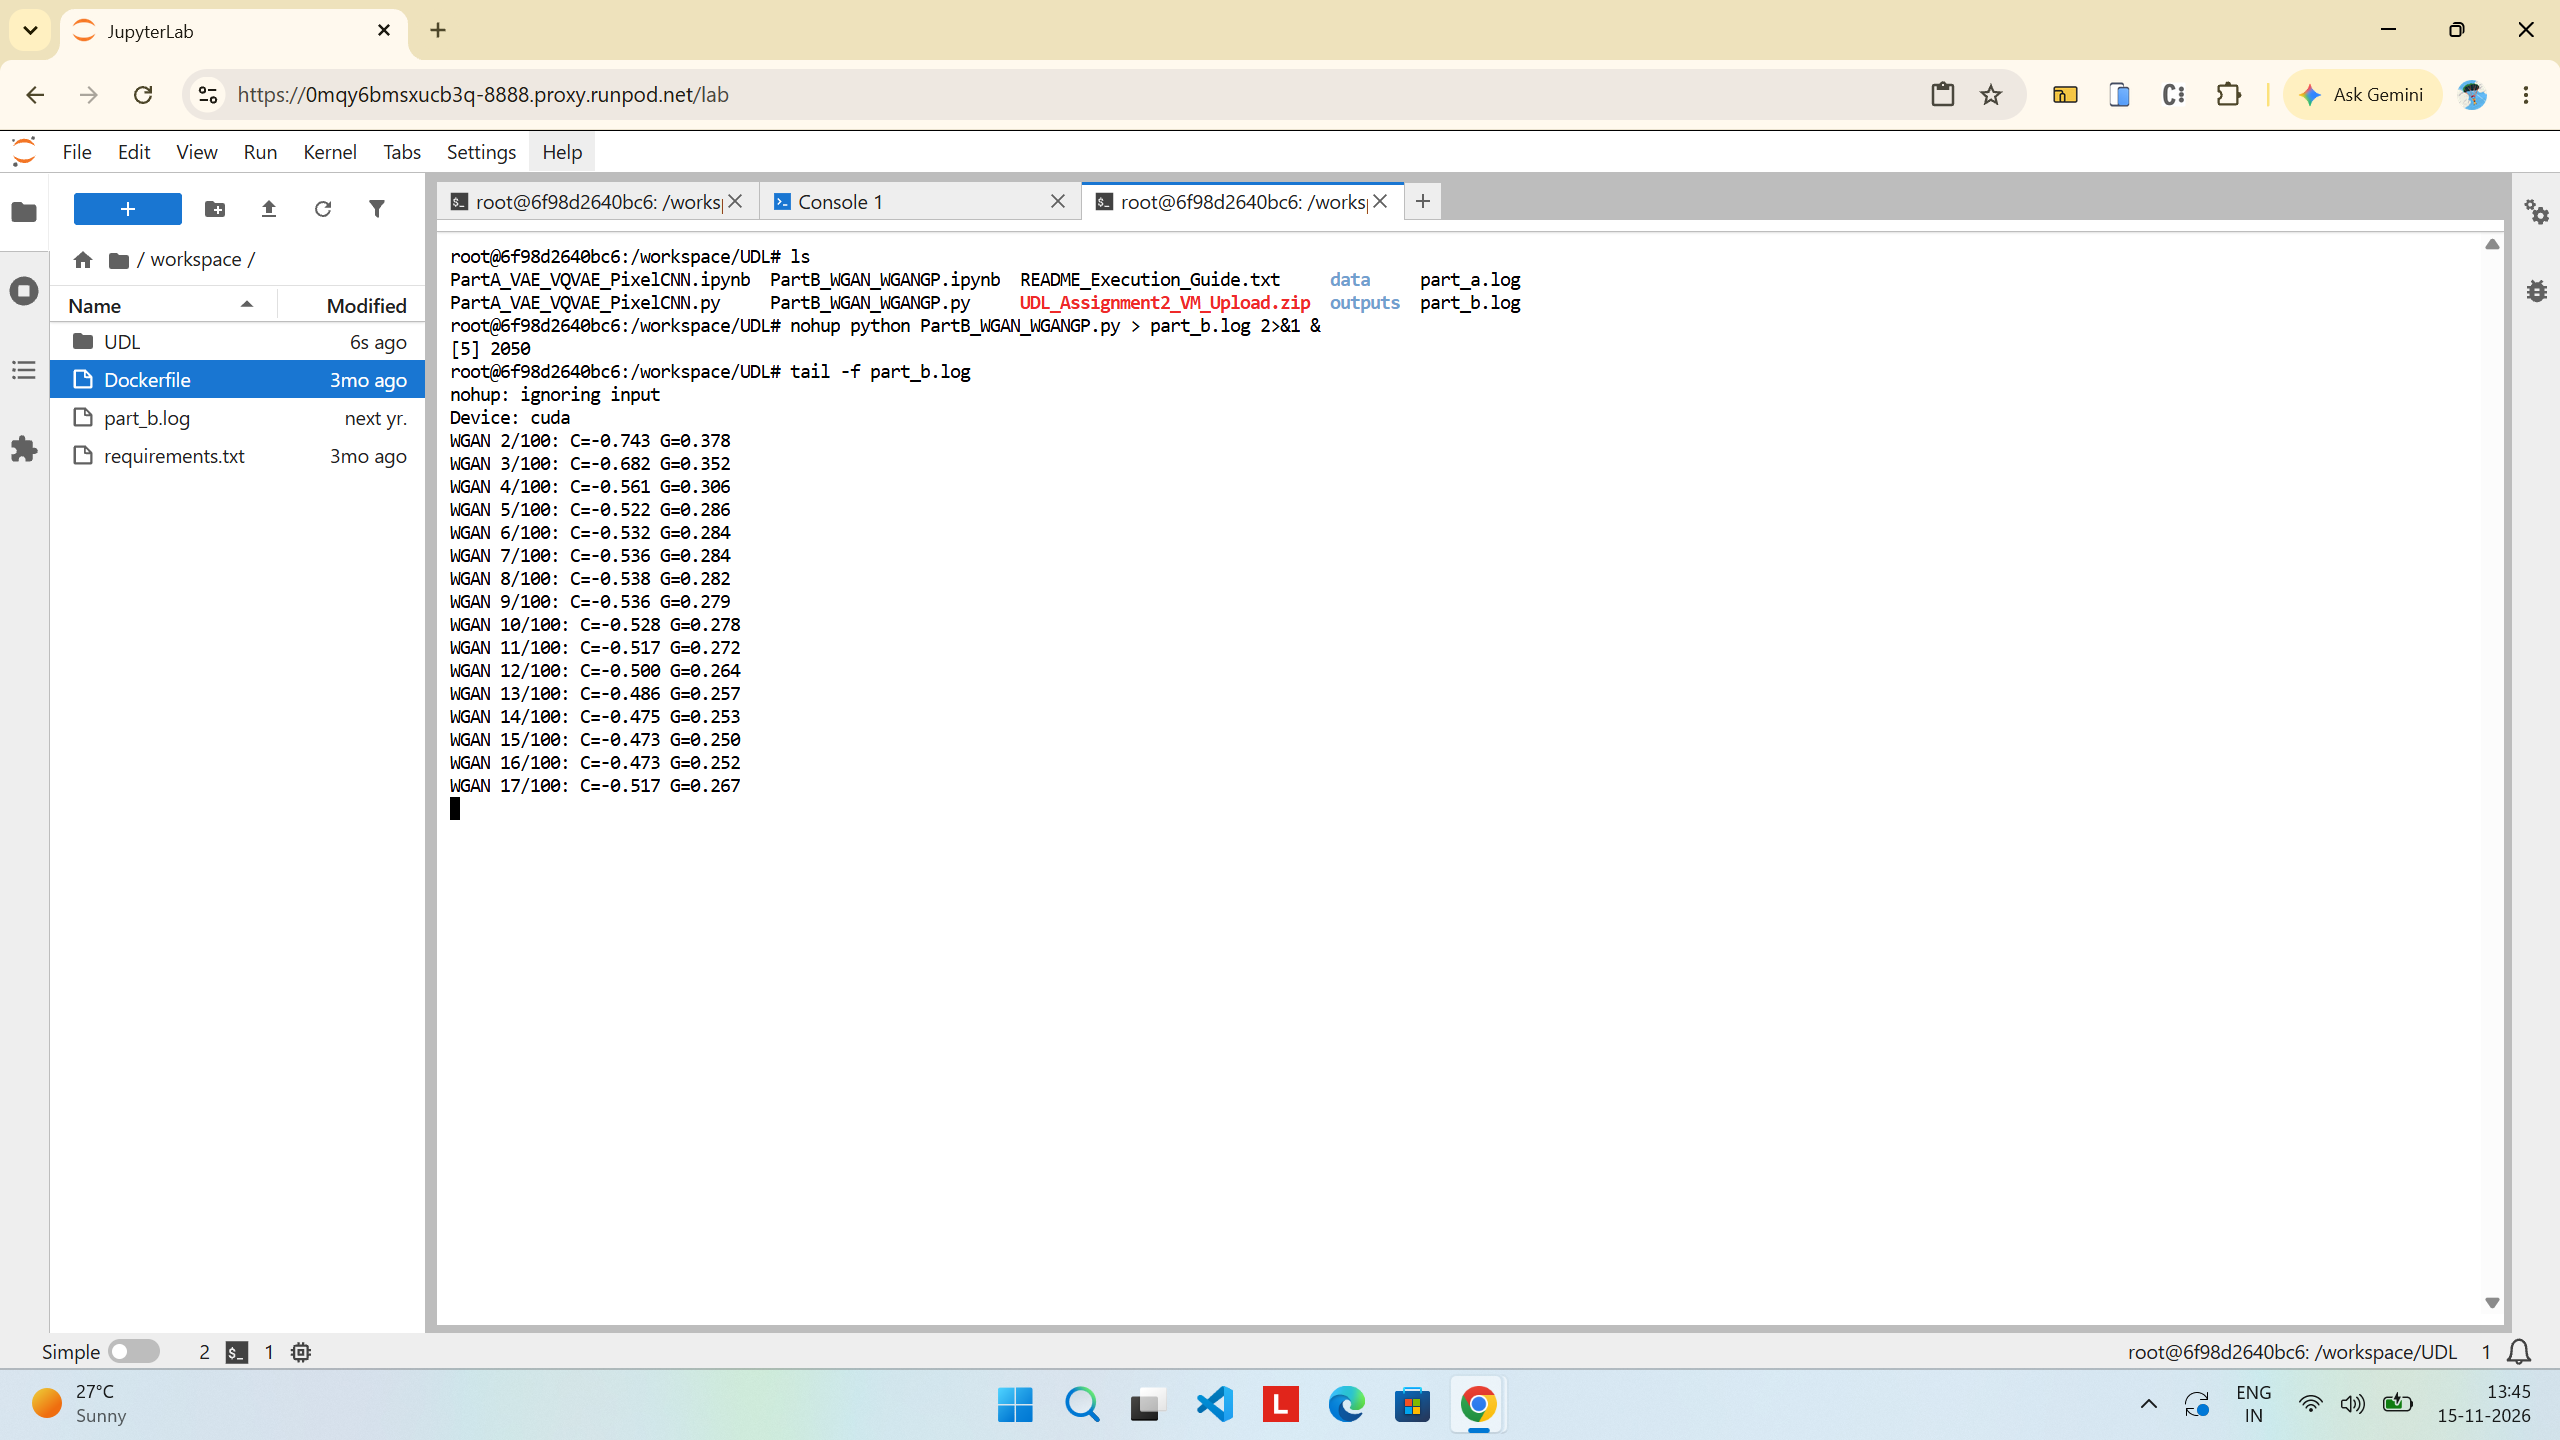 JupyterLab
https://0mqy6bmsxucb3q-8888.proxy.runpod.net/lab
Ask Gemini
File Edit View Run Kernel Tabs Settings Help
root@6f98d2640bc6: /works
Console 1
root@6f98d2640bc6: /works
/ workspace /
Name Modified
UDL 6s ago
Dockerfile 3mo ago
part_b.log next yr.
requirements.txt 3mo ago
root@6f98d2640bc6:/workspace/UDL# ls
PartA_VAE_VQVAE_PixelCNN.ipynb PartB_WGAN_WGANGP.ipynb README_Execution_Guide.txt data part_a.log
PartA_VAE_VQVAE_PixelCNN.py PartB_WGAN_WGANGP.py UDL_Assignment2_VM_Upload.zip outputs part_b.log
root@6f98d2640bc6:/workspace/UDL# nohup python PartB_WGAN_WGANGP.py > part_b.log 2>&1 &
[5] 2050
root@6f98d2640bc6:/workspace/UDL# tail -f part_b.log
nohup: ignoring input
Device: cuda
WGAN 2/100: C=-0.743 G=0.378
WGAN 3/100: C=-0.682 G=0.352
WGAN 4/100: C=-0.561 G=0.306
WGAN 5/100: C=-0.522 G=0.286
WGAN 6/100: C=-0.532 G=0.284
WGAN 7/100: C=-0.536 G=0.284
WGAN 8/100: C=-0.538 G=0.282
WGAN 9/100: C=-0.536 G=0.279
WGAN 10/100: C=-0.528 G=0.278
WGAN 11/100: C=-0.517 G=0.272
WGAN 12/100: C=-0.500 G=0.264
WGAN 13/100: C=-0.486 G=0.257
WGAN 14/100: C=-0.475 G=0.253
WGAN 15/100: C=-0.473 G=0.250
WGAN 16/100: C=-0.473 G=0.252
WGAN 17/100: C=-0.517 G=0.267
Simple 2 1
root@6f98d2640bc6: /workspace/UDL 1
27°C
Sunny
ENG
IN
13:45
15-11-2026